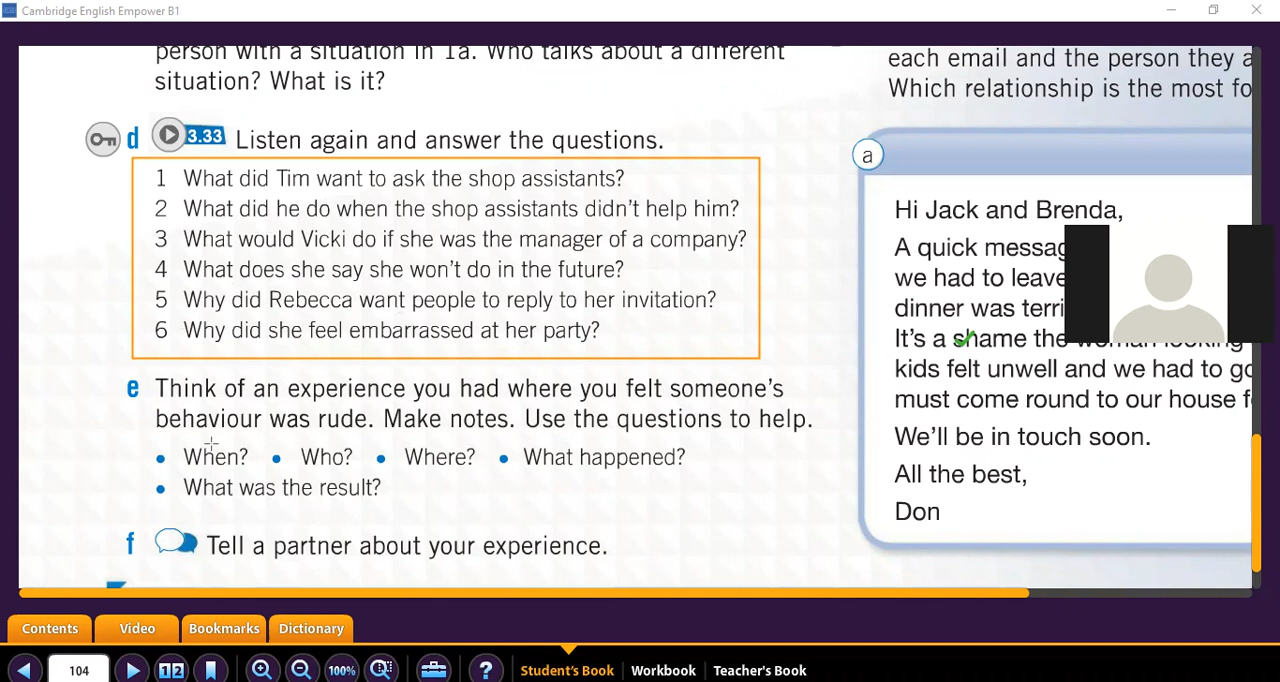 Cambridge English Empower B1
person with a situation in 1a. Who talks about a different
situation? What is it?
d 3.33 Listen again and answer the questions.
1 What did Tim want to ask the shop assistants?
2 What did he do when the shop assistants didn't help him?
3 What would Vicki do if she was the manager of a company?
4 What does she say she won't do in the future?
5 Why did Rebecca want people to reply to her invitation?
6 Why did she feel embarrassed at her party?
e Think of an experience you had where you felt someone's
behaviour was rude. Make notes. Use the questions to help.
• When? • Who? • Where? • What happened?
• What was the result?
f Tell a partner about your experience.
each email and the person they a
Which relationship is the most fo
a
Hi Jack and Brenda,
A quick messag
we had to leave
dinner was terri
It's a shame the woman looking
kids felt unwell and we had to go
must come round to our house f
We'll be in touch soon.
All the best,
Don
Contents Video Bookmarks Dictionary
104 1 2 100% ? Student's Book Workbook Teacher's Book